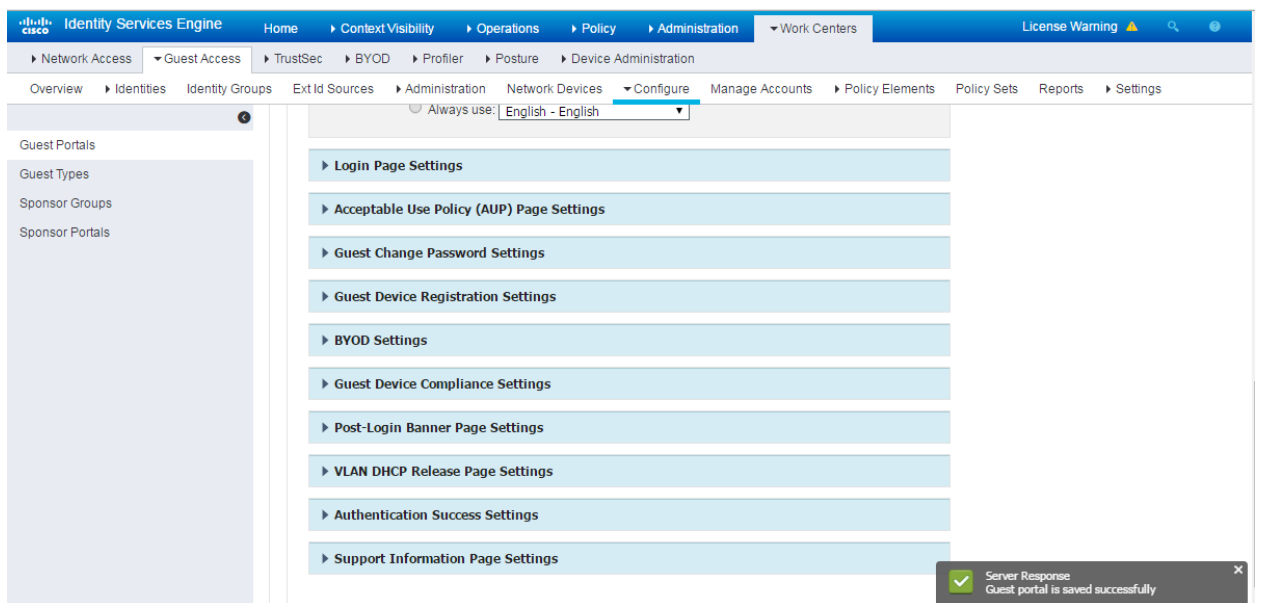 cisco Identity Services Engine Home Context Visibility Operations Policy Administration Work Centers License Warning
Network Access Guest Access TrustSec BYOD Profiler Posture Device Administration
Overview Identities Identity Groups Ext Id Sources Administration Network Devices Configure Manage Accounts Policy Elements Policy Sets Reports Settings
Guest Portals
Guest Types
Sponsor Groups
Sponsor Portals
Always use: English - English
Login Page Settings
Acceptable Use Policy (AUP) Page Settings
Guest Change Password Settings
Guest Device Registration Settings
BYOD Settings
Guest Device Compliance Settings
Post-Login Banner Page Settings
VLAN DHCP Release Page Settings
Authentication Success Settings
Support Information Page Settings
Server Response
Guest portal is saved successfully